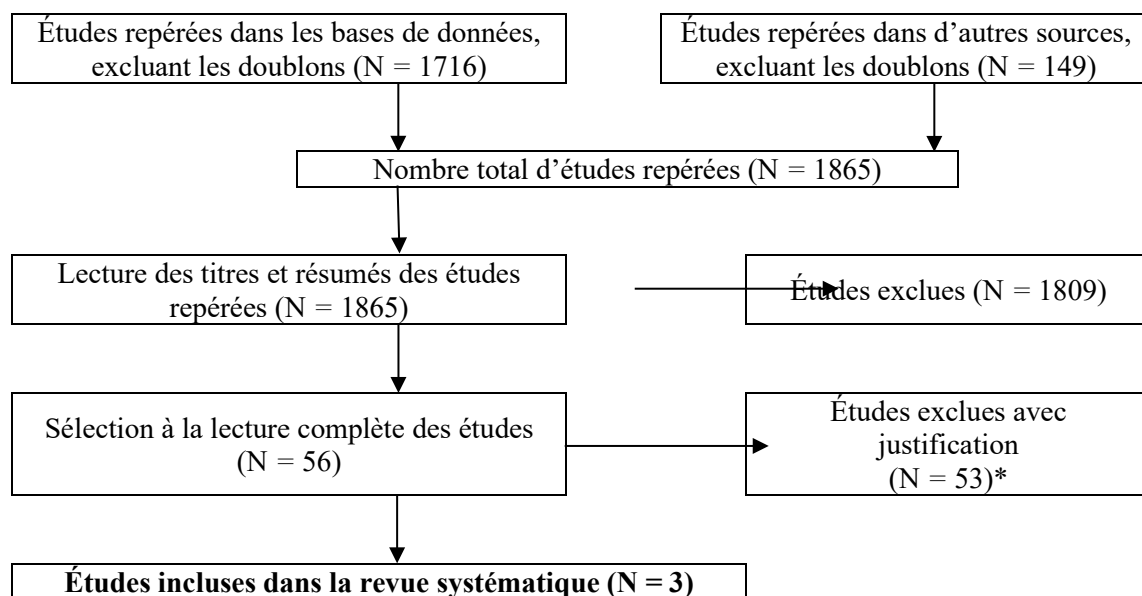 Études repérées dans les bases de données,
excluant les doublons (N = 1716)
Études repérées dans d’autres sources,
excluant les doublons (N = 149)
Nombre total d’études repérées (N = 1865)
Lecture des titres et résumés des études
repérées (N = 1865)
Études exclues (N = 1809)
Sélection à la lecture complète des études
(N = 56)
Études exclues avec
justification
(N = 53)*
Études incluses dans la revue systématique (N = 3)